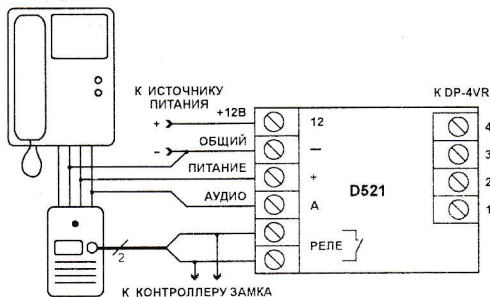 К ИСТОЧНИКУ
ПИТАНИЯ
+12В
+
ОБЩИЙ
–
ПИТАНИЕ
АУДИО
2
К КОНТРОЛЛЕРУ ЗАМКА
12
—
+
А
РЕЛЕ
D521
К DP-4VR
4
3
2
1